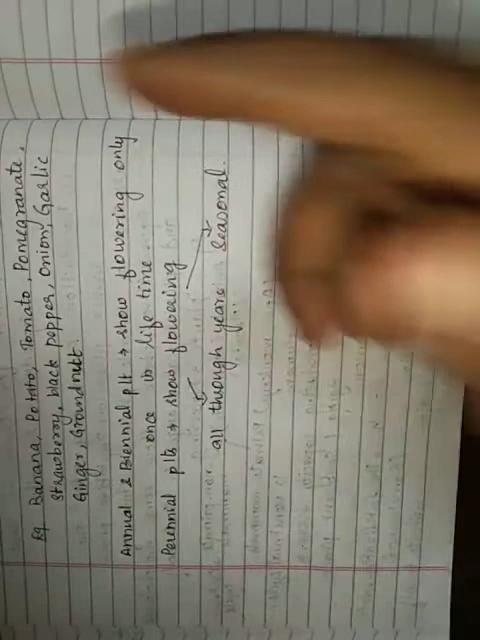 Eg Banana, Potato, Tomato, Pomegranate,
Strawberry, black pepper, Onion, Garlic
Ginger, Groundnut.
Annual & Biennial plt → show flowering only
once in life time.
Perennial plts → show flowering
all through years seasonal.